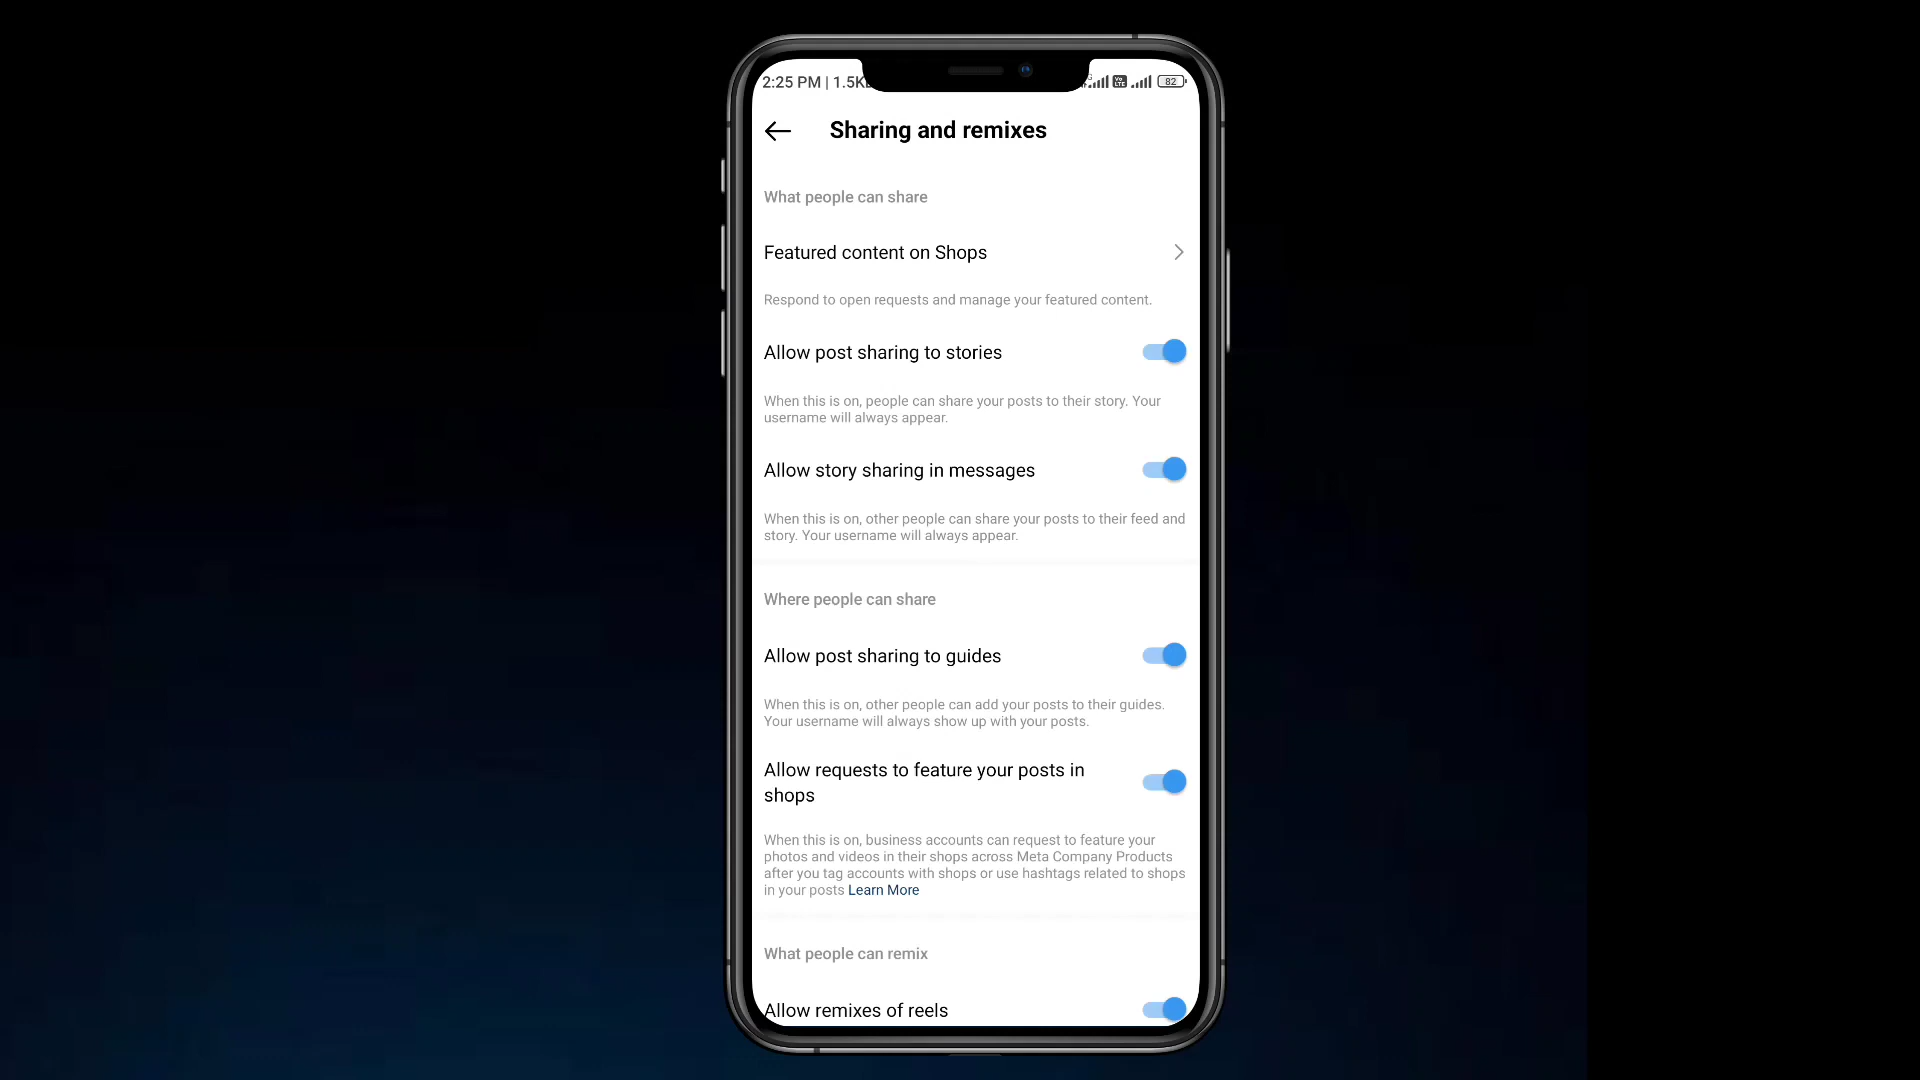 2:25 PM | 1.5K
82
Sharing and remixes
What people can share
Featured content on Shops
Respond to open requests and manage your featured content.
Allow post sharing to stories
When this is on, people can share your posts to their story. Your
username will always appear.
Allow story sharing in messages
When this is on, other people can share your posts to their feed and
story. Your username will always appear.
Where people can share
Allow post sharing to guides
When this is on, other people can add your posts to their guides.
Your username will always show up with your posts.
Allow requests to feature your posts in
shops
When this is on, business accounts can request to feature your
photos and videos in their shops across Meta Company Products
after you tag accounts with shops or use hashtags related to shops
in your posts Learn More
What people can remix
Allow remixes of reels